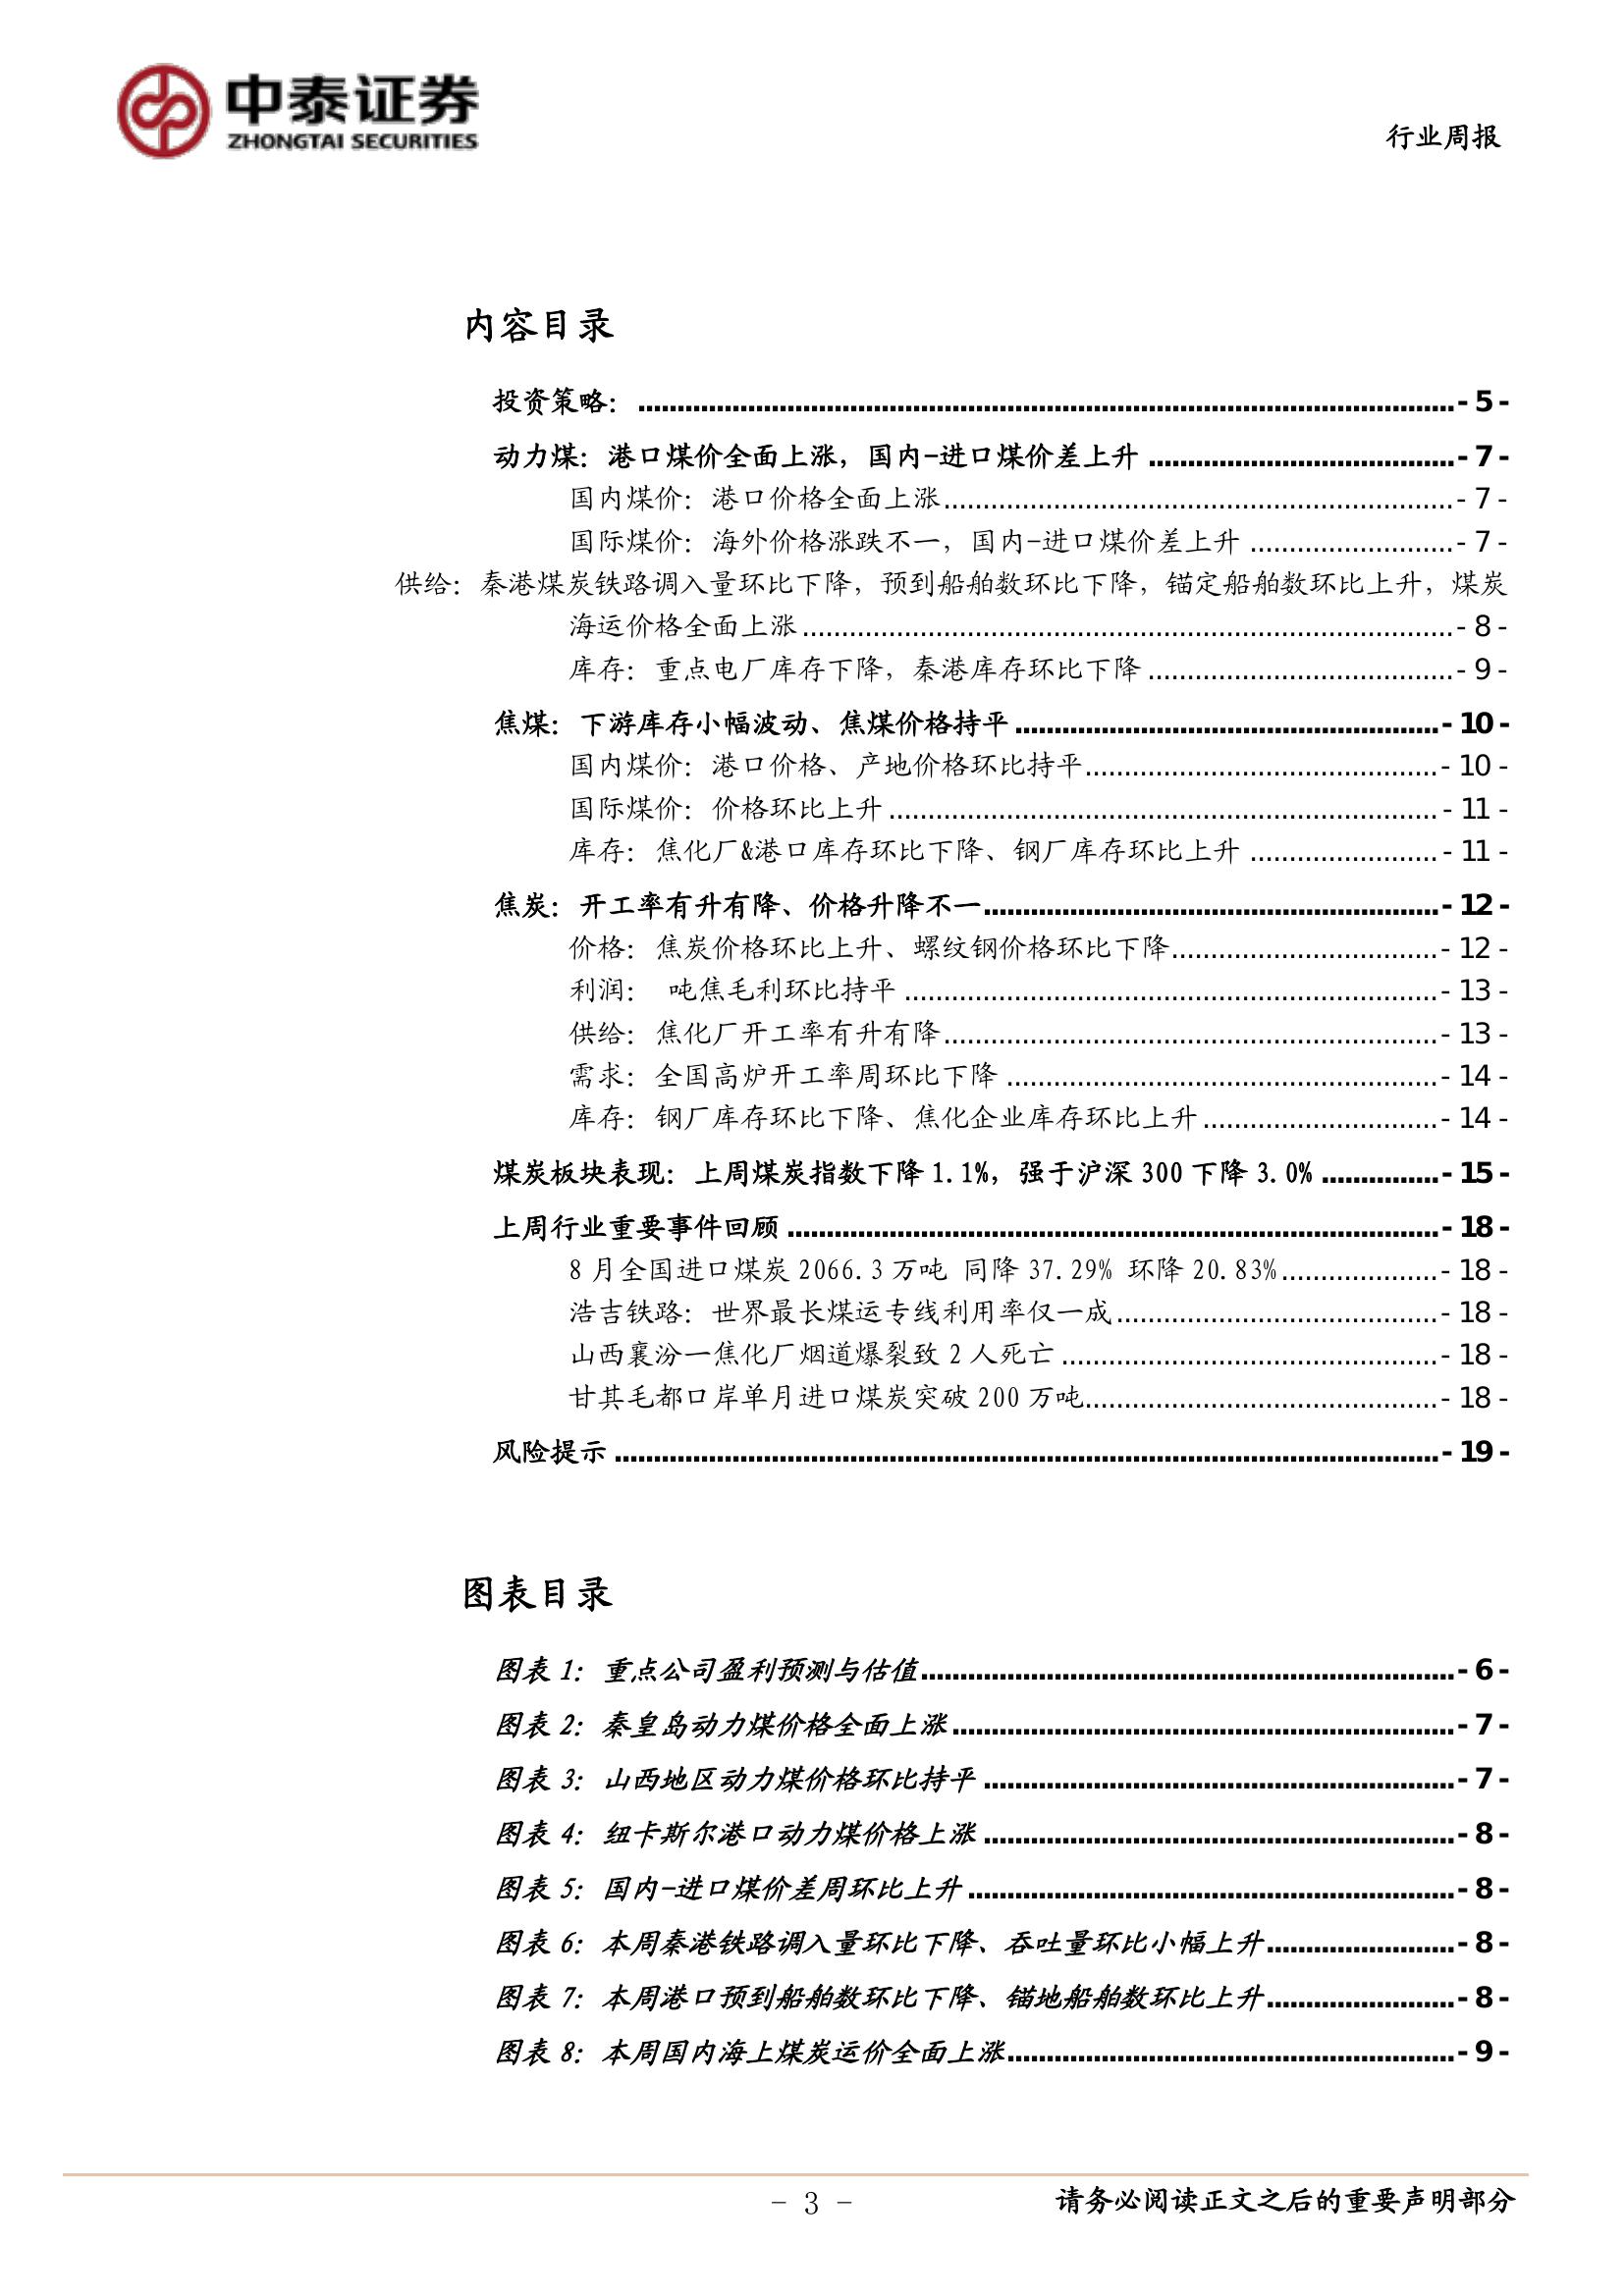 中泰证券
ZHONGTAI SECURITIES
行业周报
内容目录
投资策略： ........................................................................................................ - 5 -
动力煤：港口煤价全面上涨，国内-进口煤价差上升 ....................................... - 7 -
国内煤价：港口价格全面上涨................................................................. - 7 -
国际煤价：海外价格涨跌不一，国内-进口煤价差上升 .......................... - 7 -
供给：秦港煤炭铁路调入量环比下降，预到船舶数环比下降，锚定船舶数环比上升，煤炭
海运价格全面上涨................................................................................... - 8 -
库存：重点电厂库存下降，秦港库存环比下降 ....................................... - 9 -
焦煤：下游库存小幅波动、焦煤价格持平 ...................................................... - 10 -
国内煤价：港口价格、产地价格环比持平............................................. - 10 -
国际煤价：价格环比上升 ...................................................................... - 11 -
库存：焦化厂&港口库存环比下降、钢厂库存环比上升 ........................ - 11 -
焦炭：开工率有升有降、价格升降不一.......................................................... - 12 -
价格：焦炭价格环比上升、螺纹钢价格环比下降.................................. - 12 -
利润： 吨焦毛利环比持平 .................................................................... - 13 -
供给：焦化厂开工率有升有降............................................................... - 13 -
需求：全国高炉开工率周环比下降 ....................................................... - 14 -
库存：钢厂库存环比下降、焦化企业库存环比上升 .............................. - 14 -
煤炭板块表现：上周煤炭指数下降 1.1%，强于沪深 300 下降 3.0% ............... - 15 -
上周行业重要事件回顾 ................................................................................... - 18 -
8 月全国进口煤炭 2066.3 万吨 同降 37.29% 环降 20.83%.................... - 18 -
浩吉铁路：世界最长煤运专线利用率仅一成......................................... - 18 -
山西襄汾一焦化厂烟道爆裂致 2 人死亡 ................................................ - 18 -
甘其毛都口岸单月进口煤炭突破 200 万吨............................................. - 18 -
风险提示 ......................................................................................................... - 19 -
图表目录
图表 1：重点公司盈利预测与估值.................................................................... - 6 -
图表 2：秦皇岛动力煤价格全面上涨 ................................................................ - 7 -
图表 3：山西地区动力煤价格环比持平 ............................................................ - 7 -
图表 4：纽卡斯尔港口动力煤价格上涨 ............................................................ - 8 -
图表 5：国内-进口煤价差周环比上升 .............................................................. - 8 -
图表 6：本周秦港铁路调入量环比下降、吞吐量环比小幅上升........................ - 8 -
图表 7：本周港口预到船舶数环比下降、锚地船舶数环比上升........................ - 8 -
图表 8：本周国内海上煤炭运价全面上涨......................................................... - 9 -
- 3 -
请务必阅读正文之后的重要声明部分